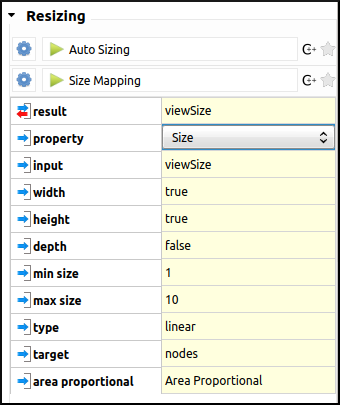 Resizing
Auto Sizing
Size Mapping
result viewSize
property Size
input viewSize
width true
height true
depth false
min size 1
max size 10
type linear
target nodes
area proportional Area Proportional